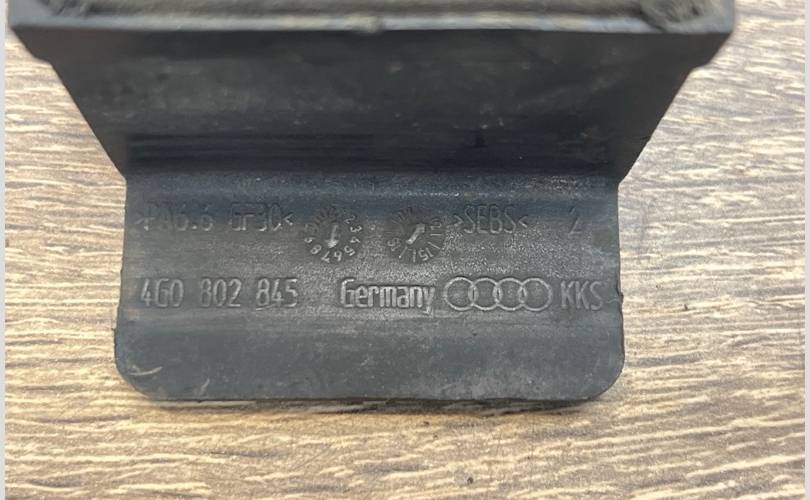 >PA6.6 GF30< >SEBS< 2
4G0 802 845 Germany KKS